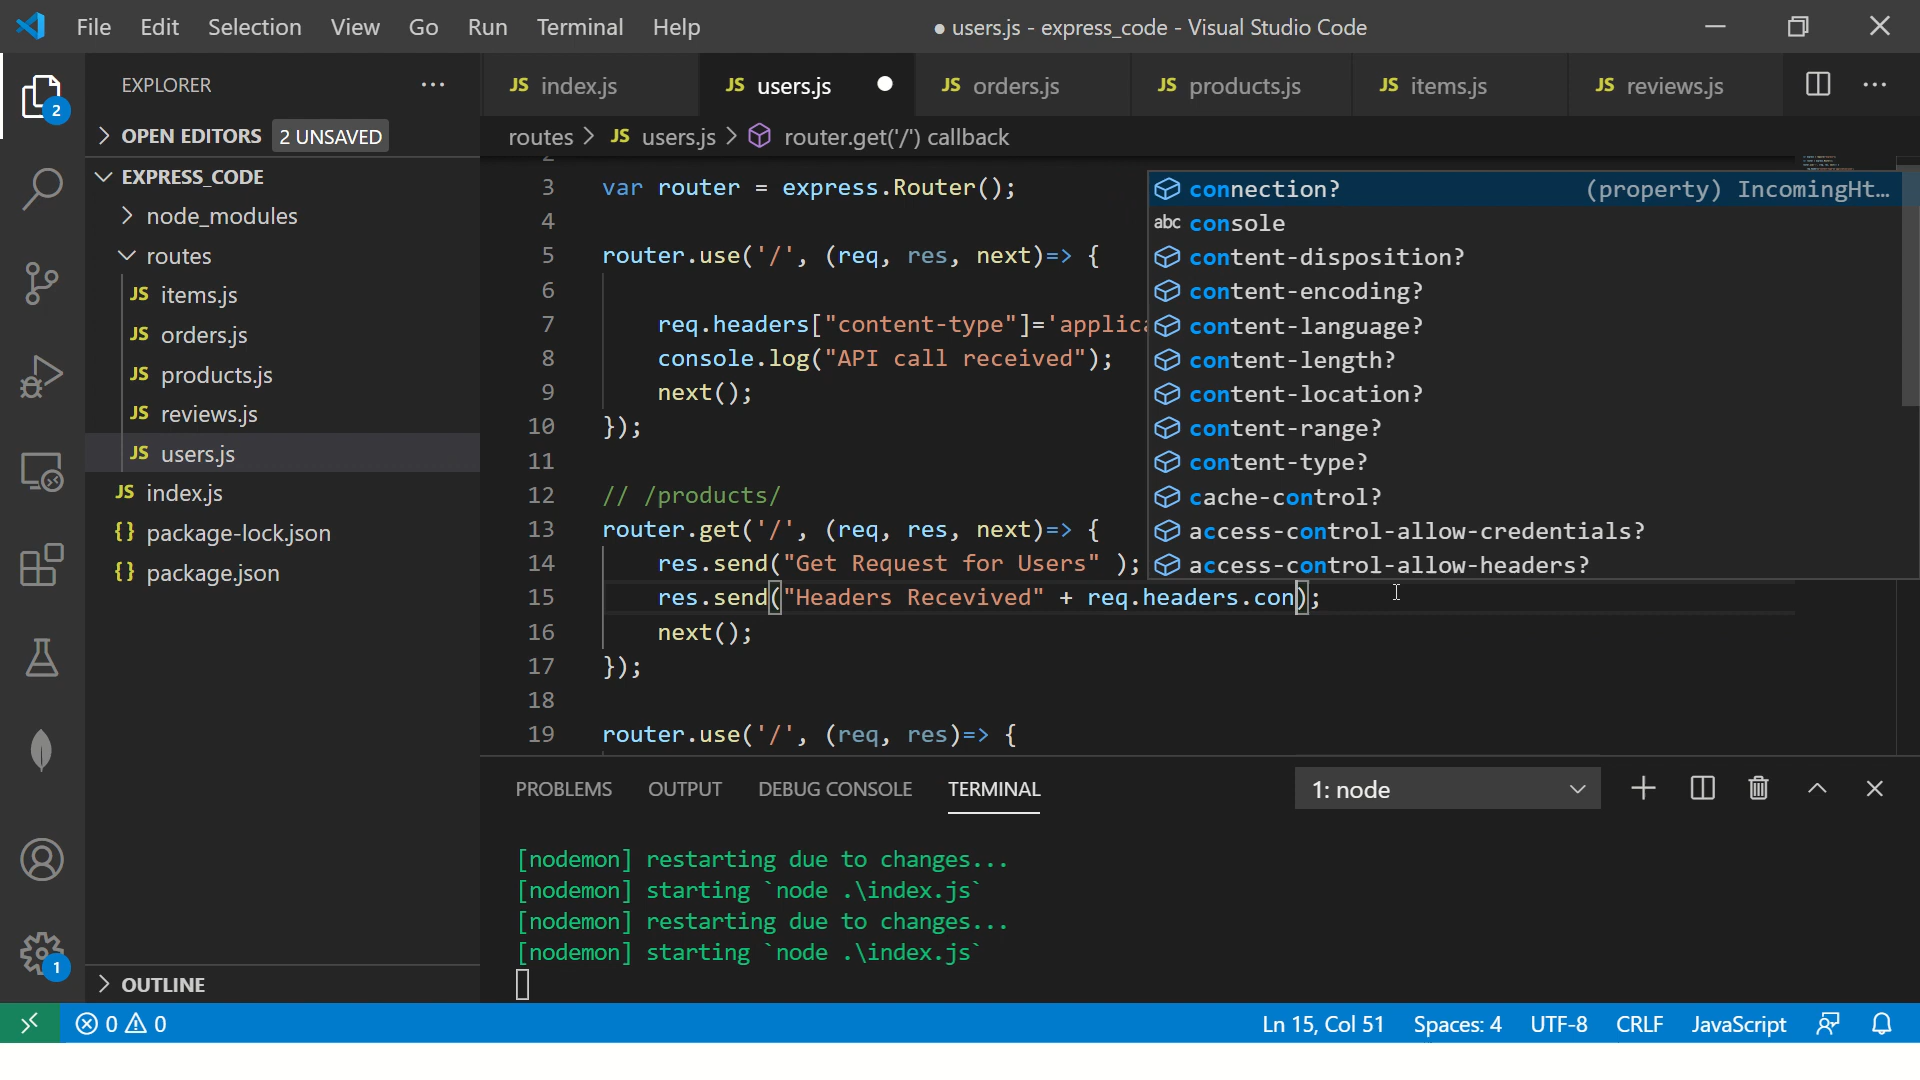 File Edit Selection View Go Run Terminal Help
● users.js - express_code - Visual Studio Code
2
EXPLORER ...
OPEN EDITORS 2 UNSAVED
EXPRESS_CODE
node_modules
routes
JS items.js
JS orders.js
JS products.js
JS reviews.js
JS users.js
JS index.js
{} package-lock.json
{} package.json
OUTLINE
1
JS index.js
JS users.js
JS orders.js
JS products.js
JS items.js
JS reviews.js
routes > JS users.js > router.get('/') callback
2
3 var router = express.Router();
4
5 router.use('/', (req, res, next)=> {
6
7 req.headers["content-type"]='applic
8 console.log("API call received");
9 next();
10 });
11
12 // /products/
13 router.get('/', (req, res, next)=> {
14 res.send("Get Request for Users" );
15 res.send("Headers Recevived" + req.headers.con);
16 next();
17 });
18
19 router.use('/', (req, res)=> {
connection? (property) IncomingHt...
abc console
content-disposition?
content-encoding?
content-language?
content-length?
content-location?
content-range?
content-type?
cache-control?
access-control-allow-credentials?
access-control-allow-headers?
PROBLEMS OUTPUT DEBUG CONSOLE TERMINAL
1: node
[nodemon] restarting due to changes...
[nodemon] starting `node .\index.js`
[nodemon] restarting due to changes...
[nodemon] starting `node .\index.js`
0 0
Ln 15, Col 51 Spaces: 4 UTF-8 CRLF JavaScript